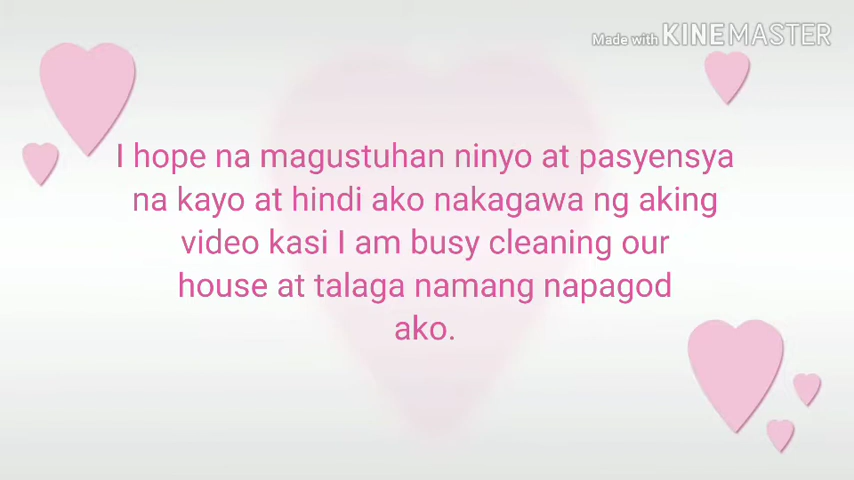 Made with KINEMASTER
I hope na magustuhan ninyo at pasyensya
na kayo at hindi ako nakagawa ng aking
video kasi I am busy cleaning our
house at talaga namang napagod
ako.